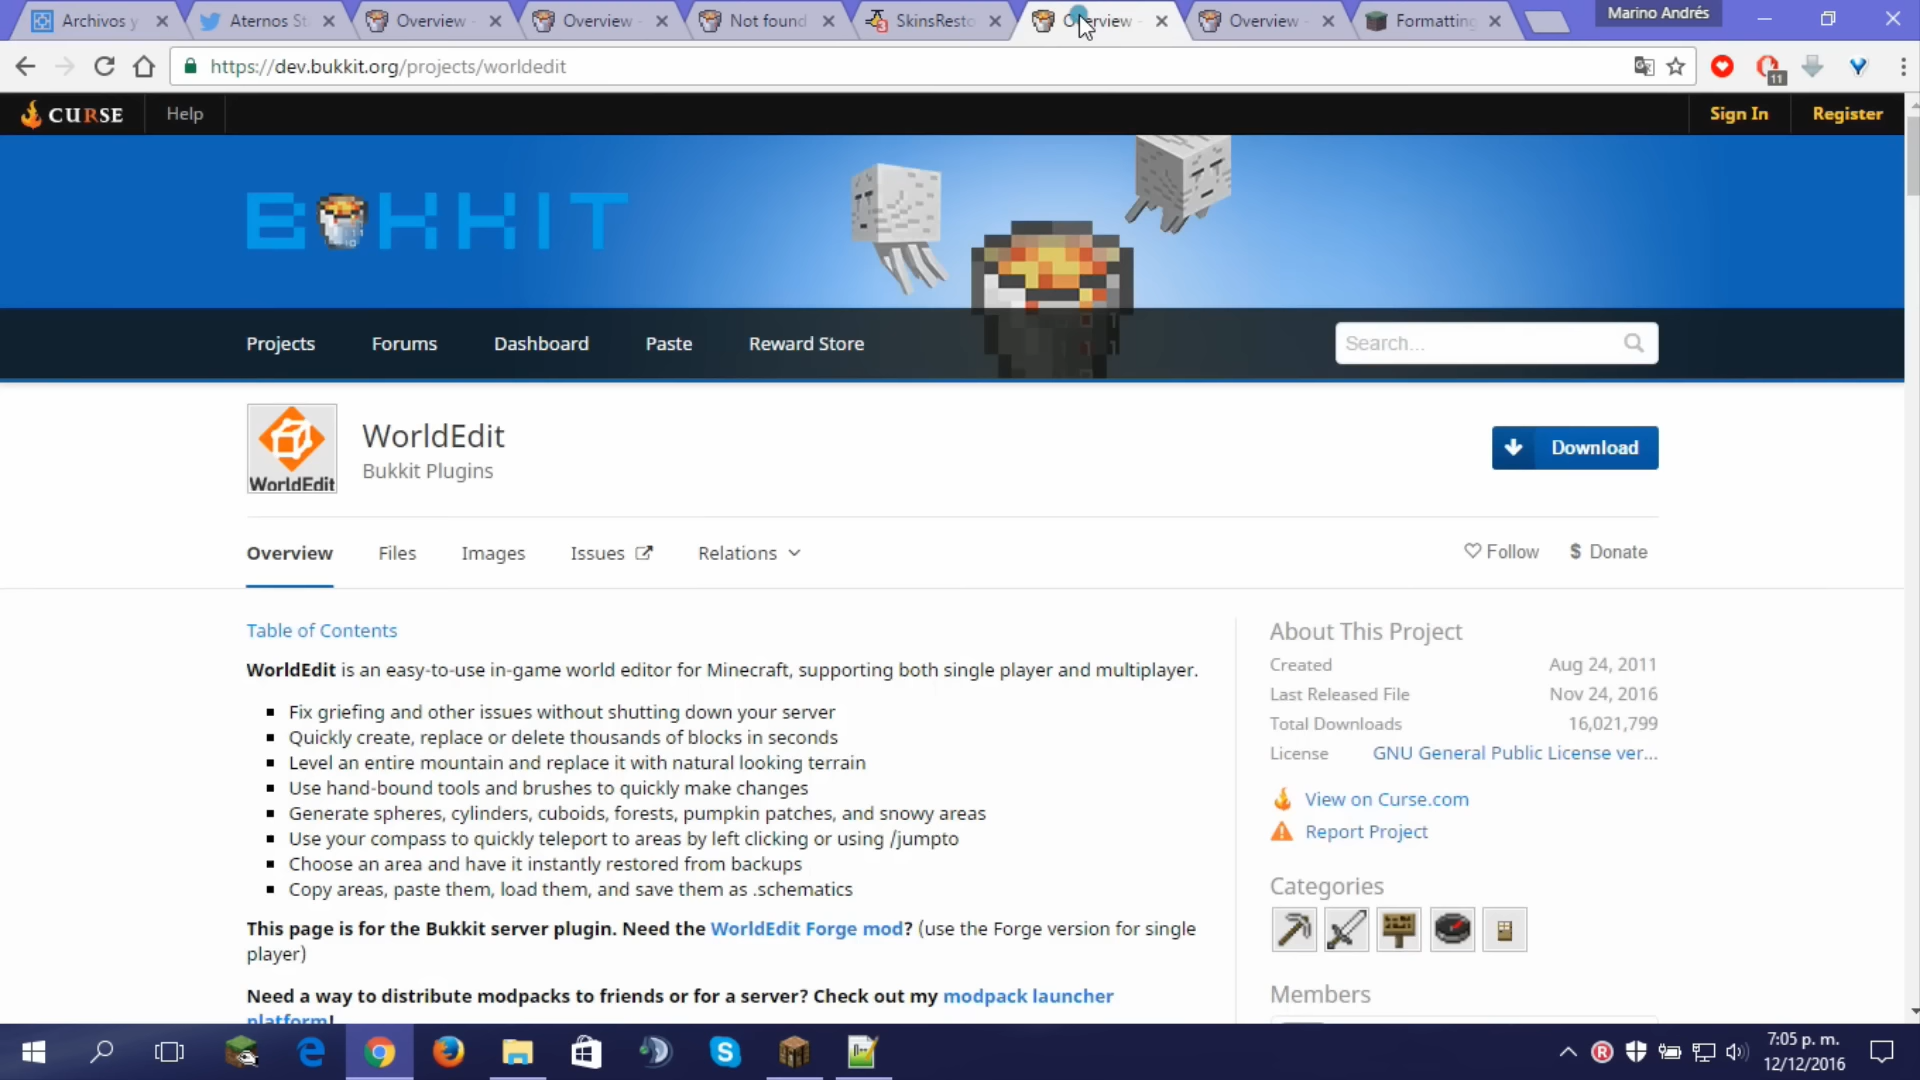 Archivos y
Aternos St
Overview
Overview
Not found
SkinsResto
Overview
Overview
Formatting
Marino Andrés
https://dev.bukkit.org/projects/worldedit
11
CURSE
Help
Sign In
Register
BUKKIT
Projects
Forums
Dashboard
Paste
Reward Store
Search...
WorldEdit
WorldEdit
Bukkit Plugins
Download
Overview
Files
Images
Issues
Relations
Follow
$ Donate
Table of Contents
WorldEdit is an easy-to-use in-game world editor for Minecraft, supporting both single player and multiplayer.
▪ Fix griefing and other issues without shutting down your server
▪ Quickly create, replace or delete thousands of blocks in seconds
▪ Level an entire mountain and replace it with natural looking terrain
▪ Use hand-bound tools and brushes to quickly make changes
▪ Generate spheres, cylinders, cuboids, forests, pumpkin patches, and snowy areas
▪ Use your compass to quickly teleport to areas by left clicking or using /jumpto
▪ Choose an area and have it instantly restored from backups
▪ Copy areas, paste them, load them, and save them as .schematics
This page is for the Bukkit server plugin. Need the WorldEdit Forge mod? (use the Forge version for single
player)
Need a way to distribute modpacks to friends or for a server? Check out my modpack launcher
platform!
About This Project
Created Aug 24, 2011
Last Released File Nov 24, 2016
Total Downloads 16,021,799
License GNU General Public License ver...
View on Curse.com
Report Project
Categories
Members
7:05 p. m.
12/12/2016